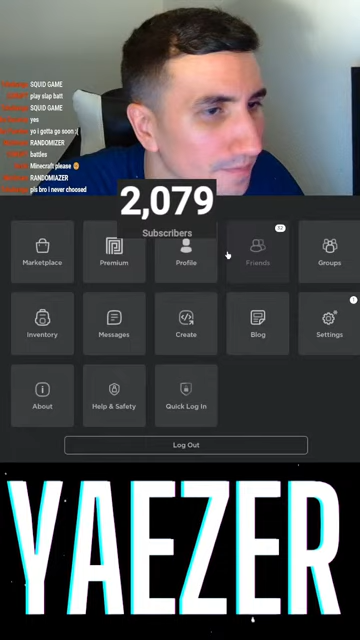 SQUID GAME
play slap batt
SQUID GAME
yes
yo i gotta go soon ;(
RANDOMIZER
battles
Minecraft please
RANDOMIAZER
pls bro I never choosed
2,079
Subscribers
Marketplace
Premium
Profile
Friends
Groups
Inventory
Messages
Create
Blog
Settings
About
Help & Safety
Quick Log In
Log Out
YAEZER